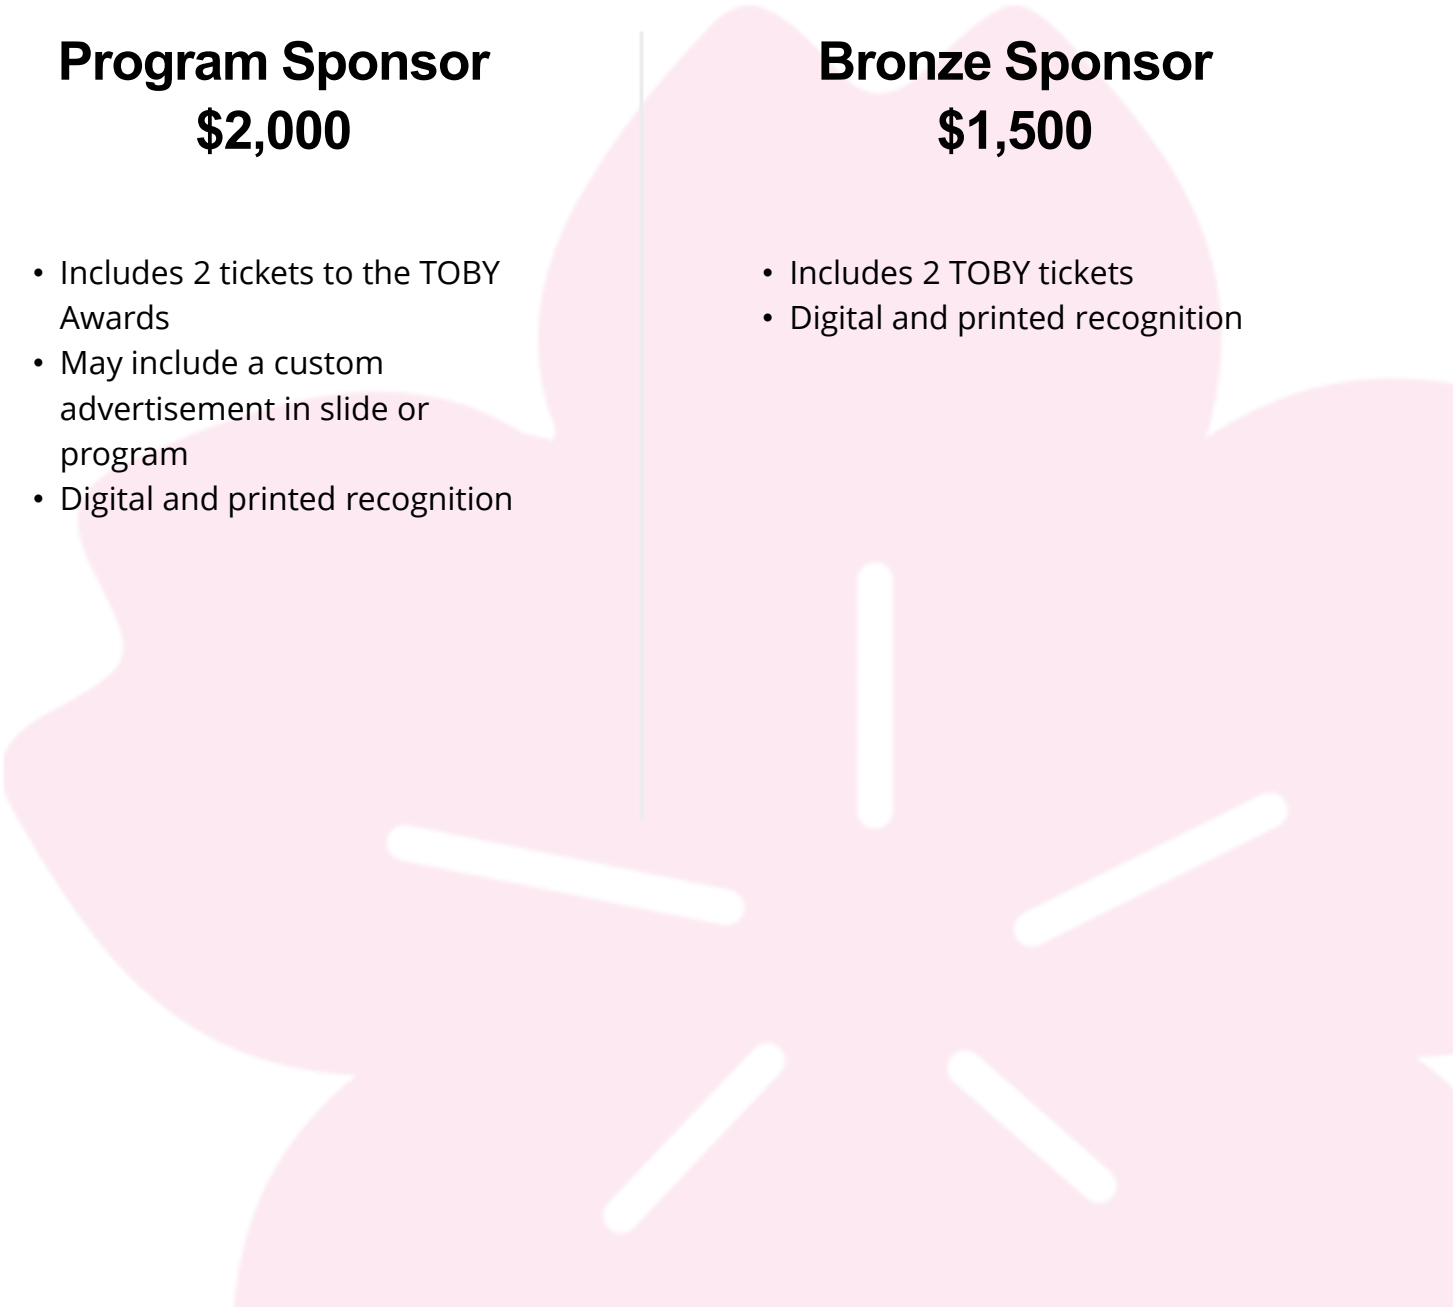 Program Sponsor
$2,000
• Includes 2 tickets to the TOBY
Awards
• May include a custom
advertisement in slide or
program
• Digital and printed recognition
Bronze Sponsor
$1,500
• Includes 2 TOBY tickets
• Digital and printed recognition